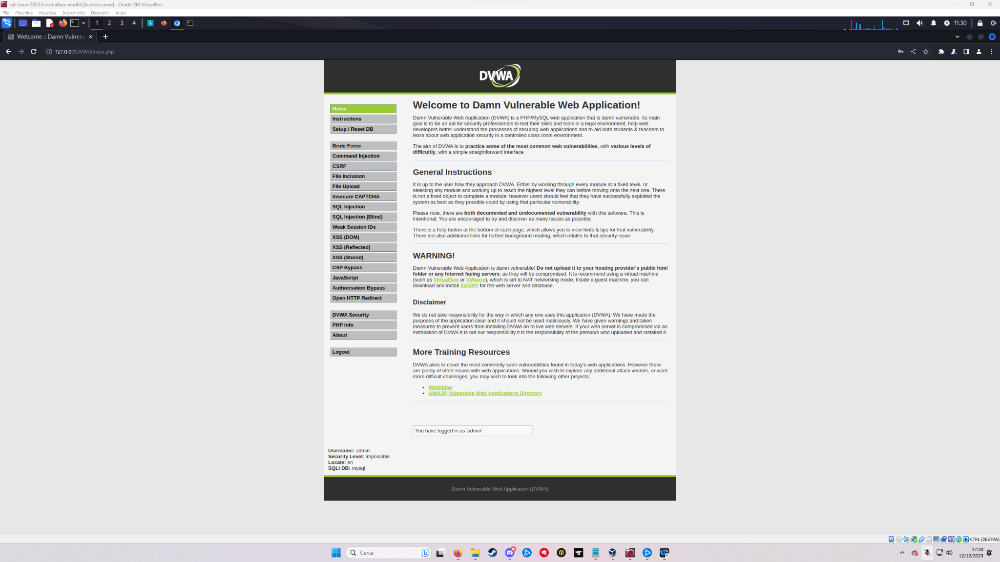 kali-linux-2023.3-virtualbox-amd64 [In esecuzione] - Oracle VM VirtualBox
File Macchina Visualizza Inserimento Dispositivi Aiuto
1 2 3 4
11:30
Welcome :: Damn Vulnera
127.0.0.1/DVWA/index.php
DVWA
Home
Instructions
Setup / Reset DB
Brute Force
Command Injection
CSRF
File Inclusion
File Upload
Insecure CAPTCHA
SQL Injection
SQL Injection (Blind)
Weak Session IDs
XSS (DOM)
XSS (Reflected)
XSS (Stored)
CSP Bypass
JavaScript
Authorisation Bypass
Open HTTP Redirect
DVWA Security
PHP Info
About
Logout
Welcome to Damn Vulnerable Web Application!
Damn Vulnerable Web Application (DVWA) is a PHP/MySQL web application that is damn vulnerable. Its main
goal is to be an aid for security professionals to test their skills and tools in a legal environment, help web
developers better understand the processes of securing web applications and to aid both students & teachers to
learn about web application security in a controlled class room environment.
The aim of DVWA is to practice some of the most common web vulnerabilities, with various levels of
difficultly, with a simple straightforward interface.
General Instructions
It is up to the user how they approach DVWA. Either by working through every module at a fixed level, or
selecting any module and working up to reach the highest level they can before moving onto the next one. There
is not a fixed object to complete a module; however users should feel that they have successfully exploited the
system as best as they possible could by using that particular vulnerability.
Please note, there are both documented and undocumented vulnerability with this software. This is
intentional. You are encouraged to try and discover as many issues as possible.
There is a help button at the bottom of each page, which allows you to view hints & tips for that vulnerability.
There are also additional links for further background reading, which relates to that security issue.
WARNING!
Damn Vulnerable Web Application is damn vulnerable! Do not upload it to your hosting provider's public html
folder or any Internet facing servers, as they will be compromised. It is recommend using a virtual machine
(such as VirtualBox or VMware), which is set to NAT networking mode. Inside a guest machine, you can
download and install XAMPP for the web server and database.
Disclaimer
We do not take responsibility for the way in which any one uses this application (DVWA). We have made the
purposes of the application clear and it should not be used maliciously. We have given warnings and taken
measures to prevent users from installing DVWA on to live web servers. If your web server is compromised via an
installation of DVWA it is not our responsibility it is the responsibility of the person/s who uploaded and installed it.
More Training Resources
DVWA aims to cover the most commonly seen vulnerabilities found in today's web applications. However there
are plenty of other issues with web applications. Should you wish to explore any additional attack vectors, or want
more difficult challenges, you may wish to look into the following other projects:
Mutillidae
OWASP Vulnerable Web Applications Directory
You have logged in as 'admin'
Username: admin
Security Level: impossible
Locale: en
SQLi DB: mysql
Damn Vulnerable Web Application (DVWA)
CTRL (DESTRA)
Cerca
17:30
12/12/2023